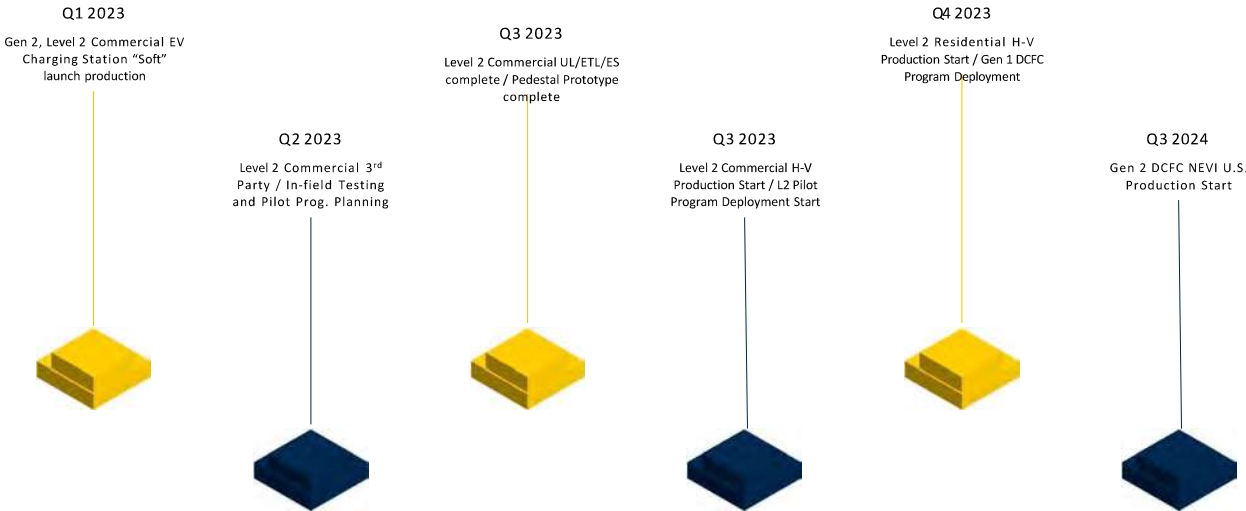 Q1 2023
Gen 2, Level 2 Commercial EV
Charging Station “Soft”
launch production
Q2 2023
Level 2 Commercial 3rd
Party / In-field Testing
and Pilot Prog. Planning
Q3 2023
Level 2 Commercial UL/ETL/ES
complete / Pedestal Prototype
complete
Q3 2023
Level 2 Commercial H-V
Production Start / L2 Pilot
Program Deployment Start
Q4 2023
Level 2 Residential H-V
Production Start / Gen 1 DCFC
Program Deployment
Q3 2024
Gen 2 DCFC NEVI U.S.
Production Start